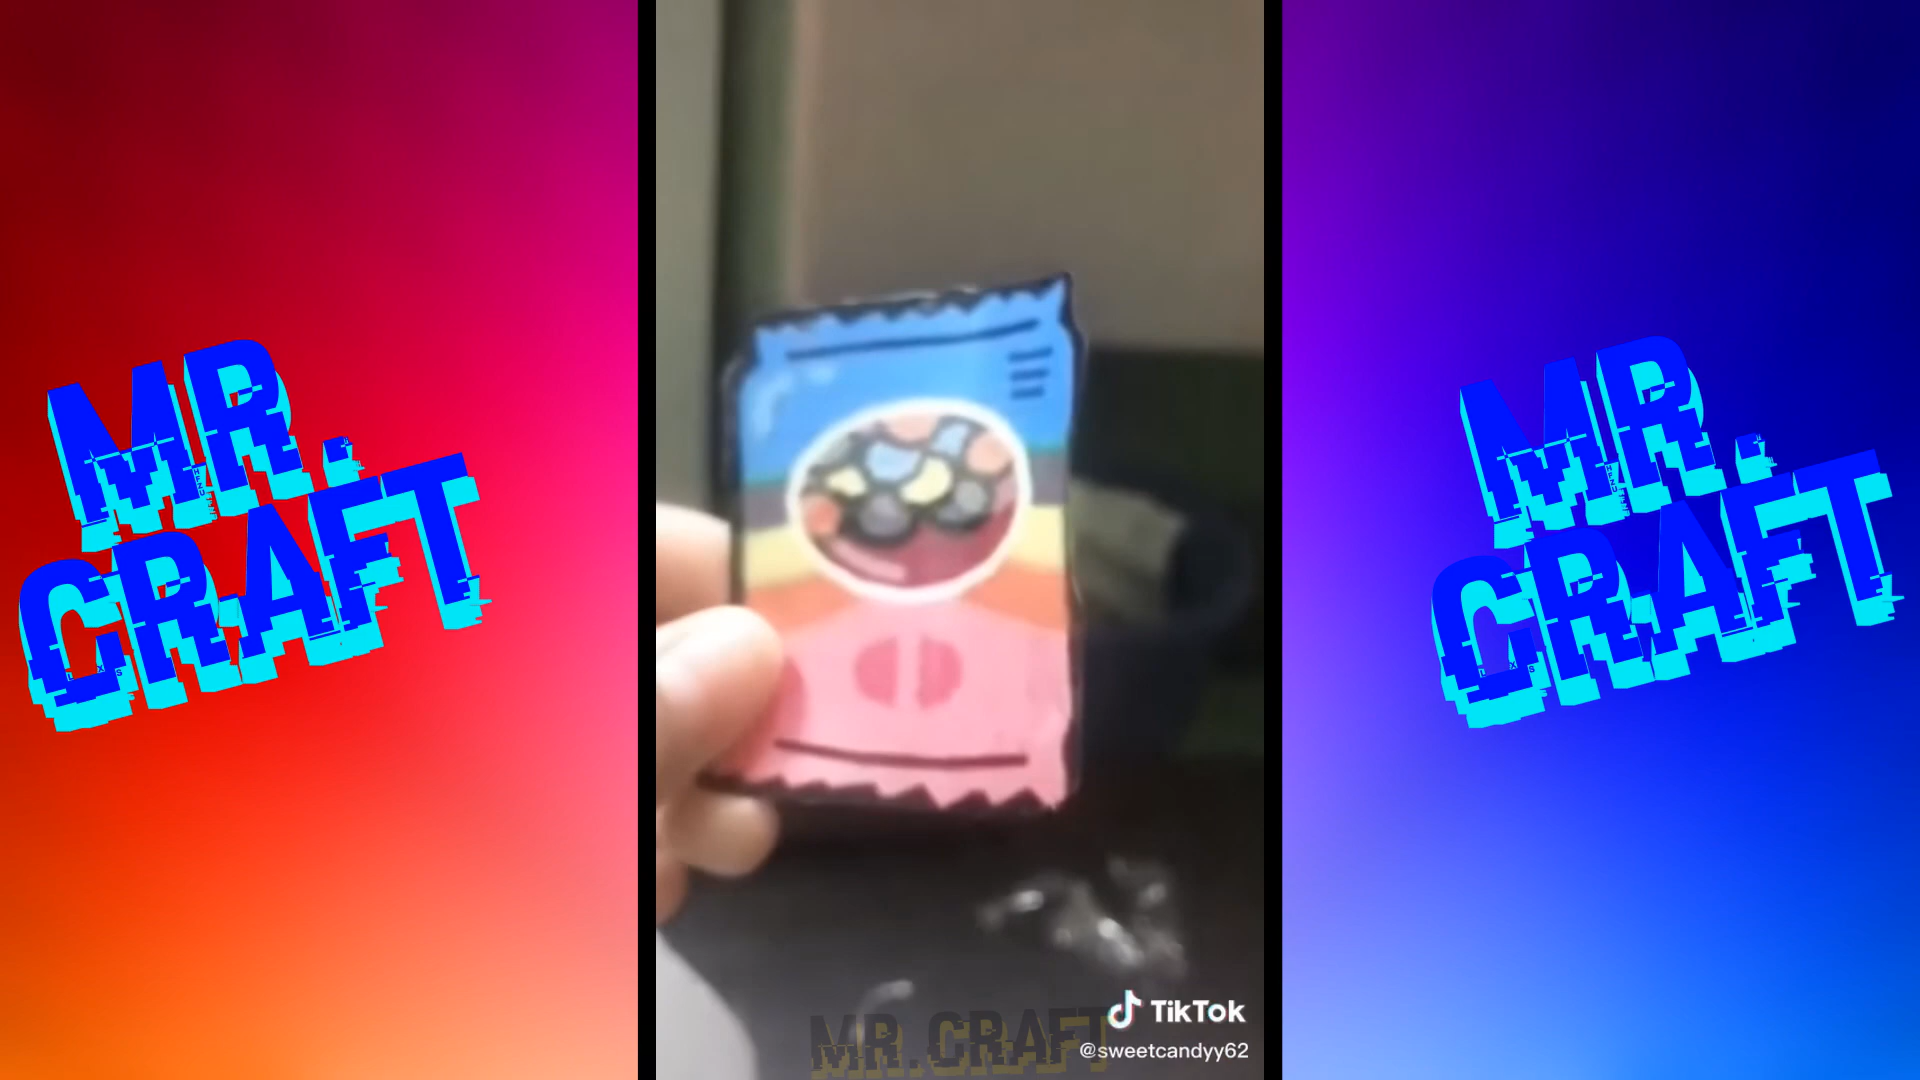 MR.
CRAFT
MR.
CRAFT
TikTok
@sweetcandyy62
MR.CRAFT